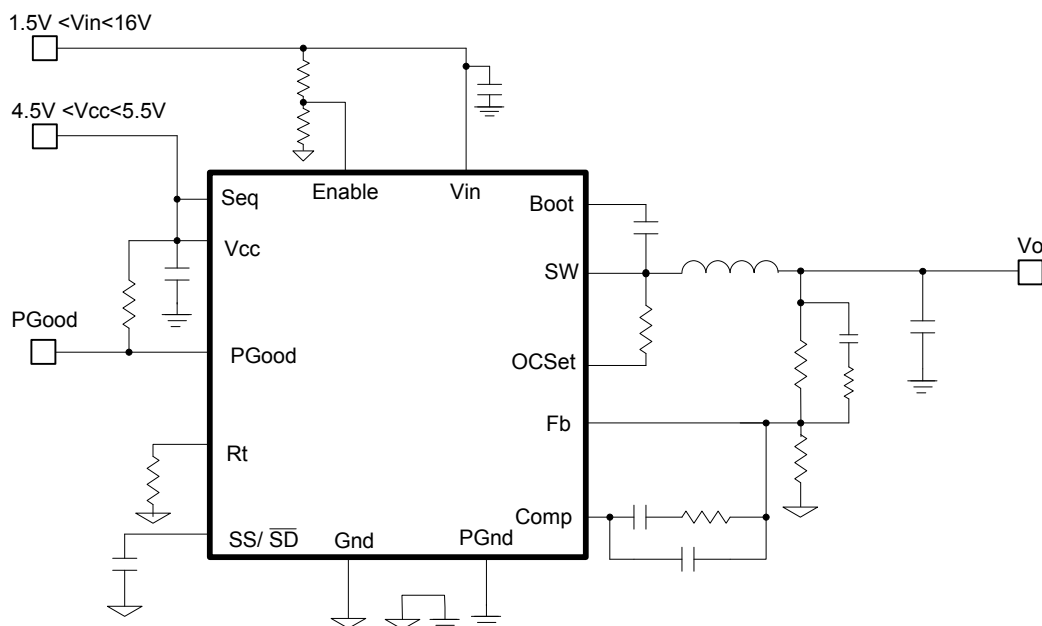 1.5V <Vin<16V
4.5V <Vcc<5.5V
Enable
Vin
Seq
Boot
Vcc
SW
Vo
PGood
PGood
OCSet
Fb
Rt
Comp
SS/ SD
Gnd
PGnd